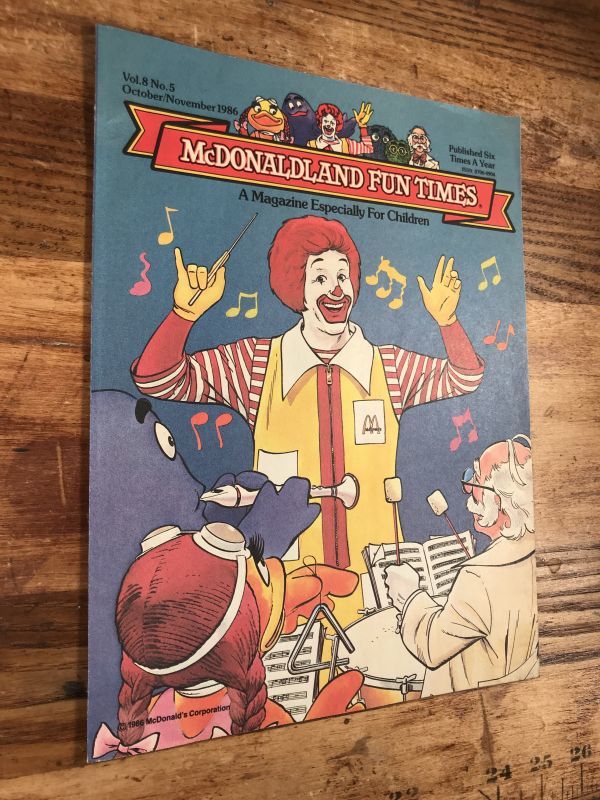 Vol.8 No.5
October/November 1986
Published Six
Times A Year
McDONALDLAND FUN TIMES®
A Magazine Especially For Children
McDonald's
© 1986 McDonald's Corporation
24 25 26